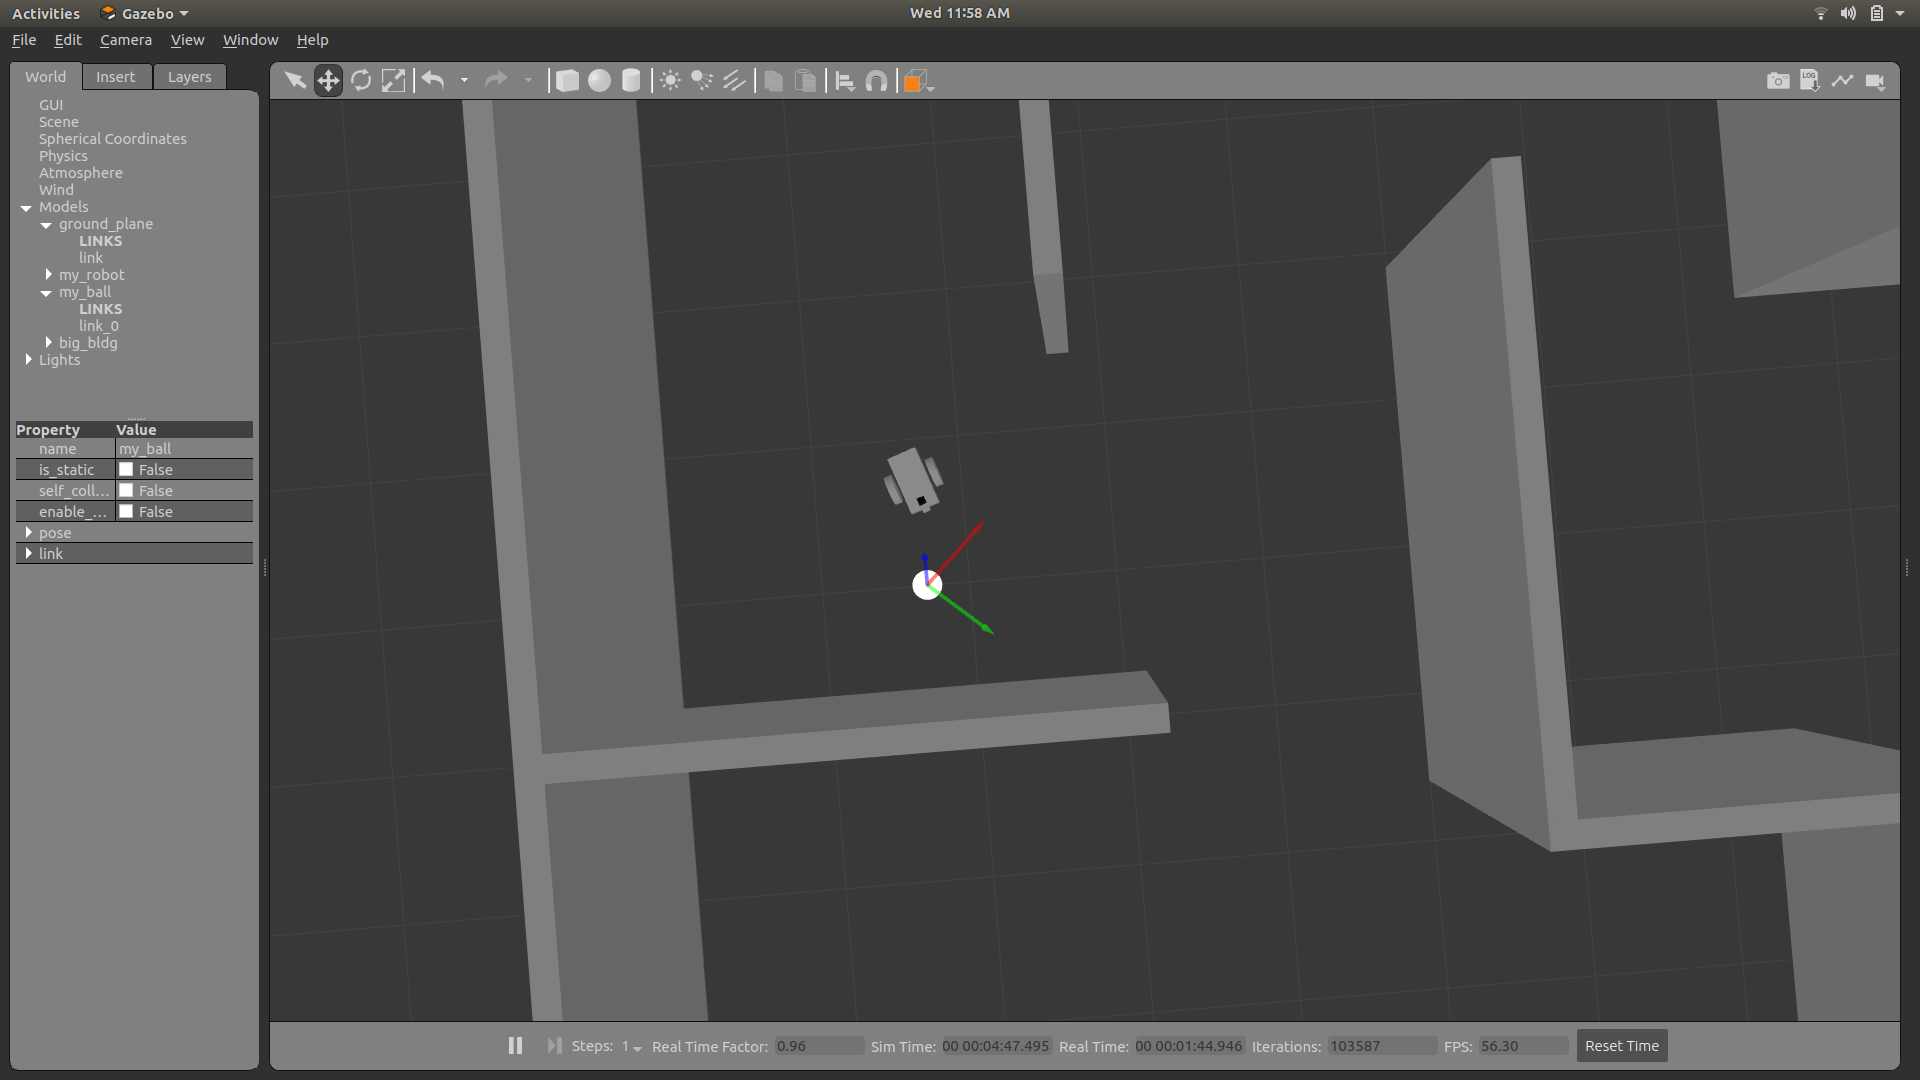 Activities Gazebo Wed 11:58 AM
File Edit Camera View Window Help
World Insert Layers
LOG
GUI
Scene
Spherical Coordinates
Physics
Atmosphere
Wind
Models
ground_plane
LINKS
link
my_robot
my_ball
LINKS
link_0
big_bldg
Lights
Property Value
name my_ball
is_static False
self_coll... False
enable_... False
pose
link
Steps: 1 Real Time Factor: 0.96 Sim Time: 00 00:04:47.495 Real Time: 00 00:01:44.946 Iterations: 103587 FPS: 56.30 Reset Time